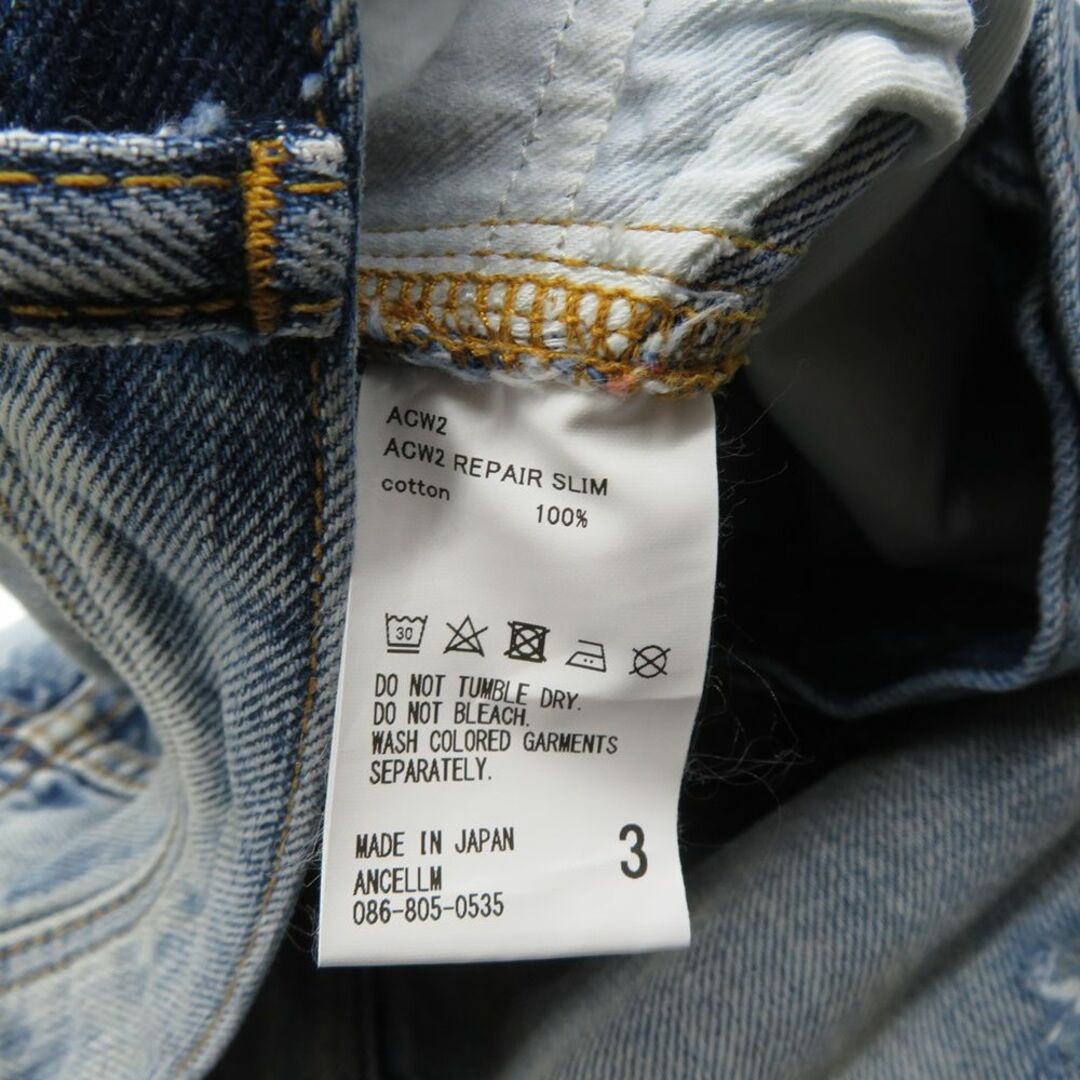 ACW2
ACW2 REPAIR SLIM
cotton 100%
30
DO NOT TUMBLE DRY.
DO NOT BLEACH.
WASH COLORED GARMENTS
SEPARATELY.
MADE IN JAPAN
ANCELLM
086-805-0535
3